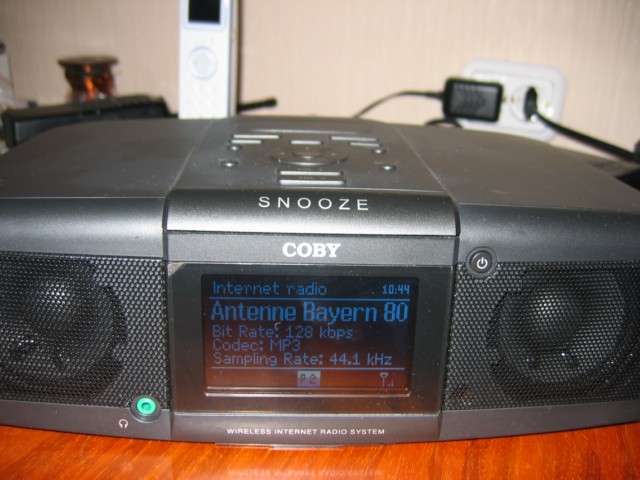 SNOOZE
COBY
Internet radio 10:44
Antenne Bayern 80
Bit Rate: 128 kbps
Codec: MP3
Sampling Rate: 44.1 kHz
P 2
WIRELESS INTERNET RADIO SYSTEM